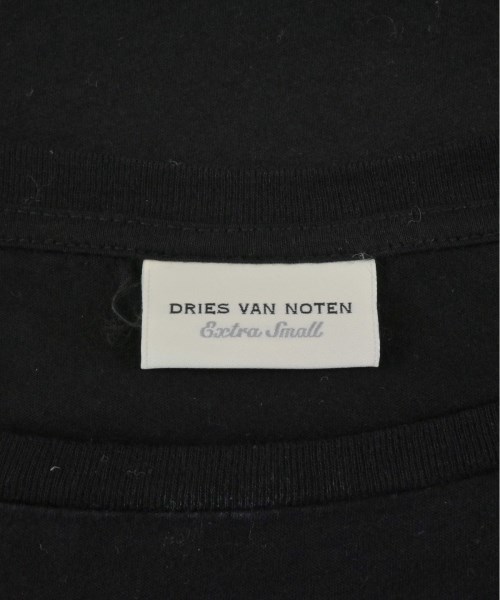 DRIES VAN NOTEN
Extra Small